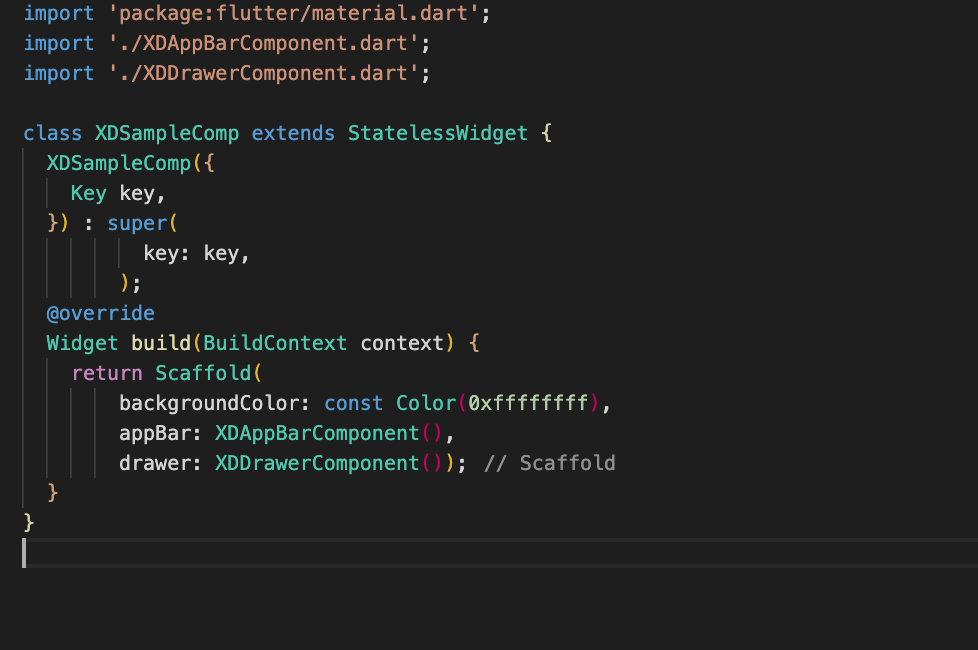 import 'package:flutter/material.dart';
import './XDAppBarComponent.dart';
import './XDDrawerComponent.dart';

class XDSampleComp extends StatelessWidget {
  XDSampleComp({
    Key key,
  }) : super(
          key: key,
        );
  @override
  Widget build(BuildContext context) {
    return Scaffold(
        backgroundColor: const Color(0xffffffff),
        appBar: XDAppBarComponent(),
        drawer: XDDrawerComponent()); // Scaffold
  }
}